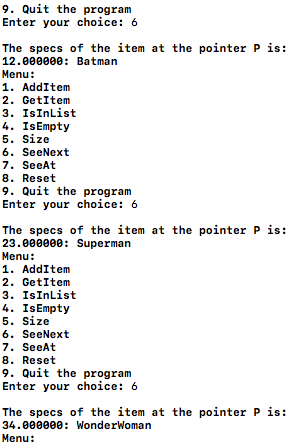 9. Quit the program
Enter your choice: 6
The specs of the item at the pointer P is:
12.000000: Batman
Menu:
1. AddItem
2. GetItem
3. IsInList
4. IsEmpty
5. Size
6. SeeNext
7. SeeAt
8. Reset
9. Quit the program
Enter your choice: 6
The specs of the item at the pointer P is:
23.000000: Superman
Menu:
1. AddItem
2. GetItem
3. IsInList
4. IsEmpty
5. Size
6. SeeNext
7. SeeAt
8. Reset
9. Quit the program
Enter your choice: 6
The specs of the item at the pointer P is:
34.000000: WonderWoman
Menu: